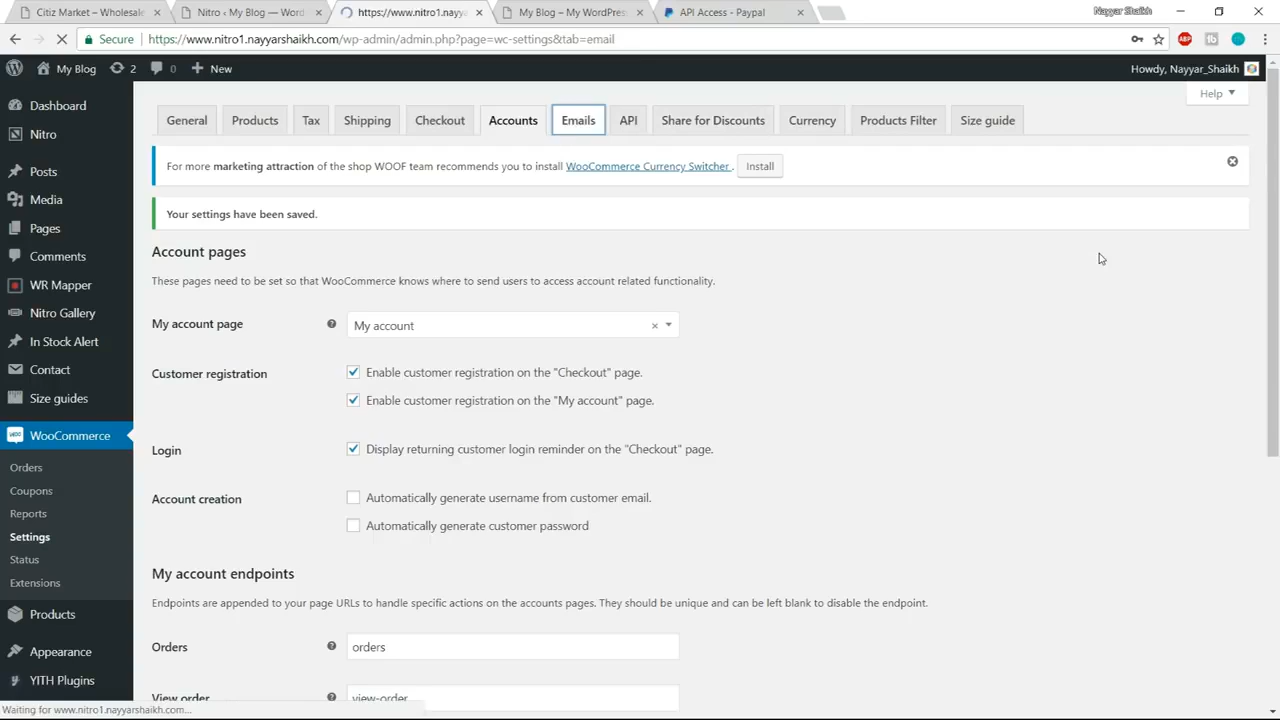 Citiz Market – Wholesale
Nitro ‹ My Blog — Word
https://www.nitro1.nayya
My Blog – My WordPress
API Access - Paypal
Nayyar Shaikh
Secure
https://www.nitro1.nayyarshaikh.com/wp-admin/admin.php?page=wc-settings&tab=email
My Blog
2
0
New
Howdy, Nayyar_Shaikh
Help
Dashboard
Nitro
Posts
Media
Pages
Comments
WR Mapper
Nitro Gallery
In Stock Alert
Contact
Size guides
WooCommerce
Orders
Coupons
Reports
Settings
Status
Extensions
Products
Appearance
YITH Plugins
General
Products
Tax
Shipping
Checkout
Accounts
Emails
API
Share for Discounts
Currency
Products Filter
Size guide
For more marketing attraction of the shop WOOF team recommends you to install WooCommerce Currency Switcher .
Install
Your settings have been saved.
Account pages
These pages need to be set so that WooCommerce knows where to send users to access account related functionality.
My account page
My account
Customer registration
Enable customer registration on the "Checkout" page.
Enable customer registration on the "My account" page.
Login
Display returning customer login reminder on the "Checkout" page.
Account creation
Automatically generate username from customer email.
Automatically generate customer password
My account endpoints
Endpoints are appended to your page URLs to handle specific actions on the accounts pages. They should be unique and can be left blank to disable the endpoint.
Orders
orders
View order
view-order
Waiting for www.nitro1.nayyarshaikh.com...